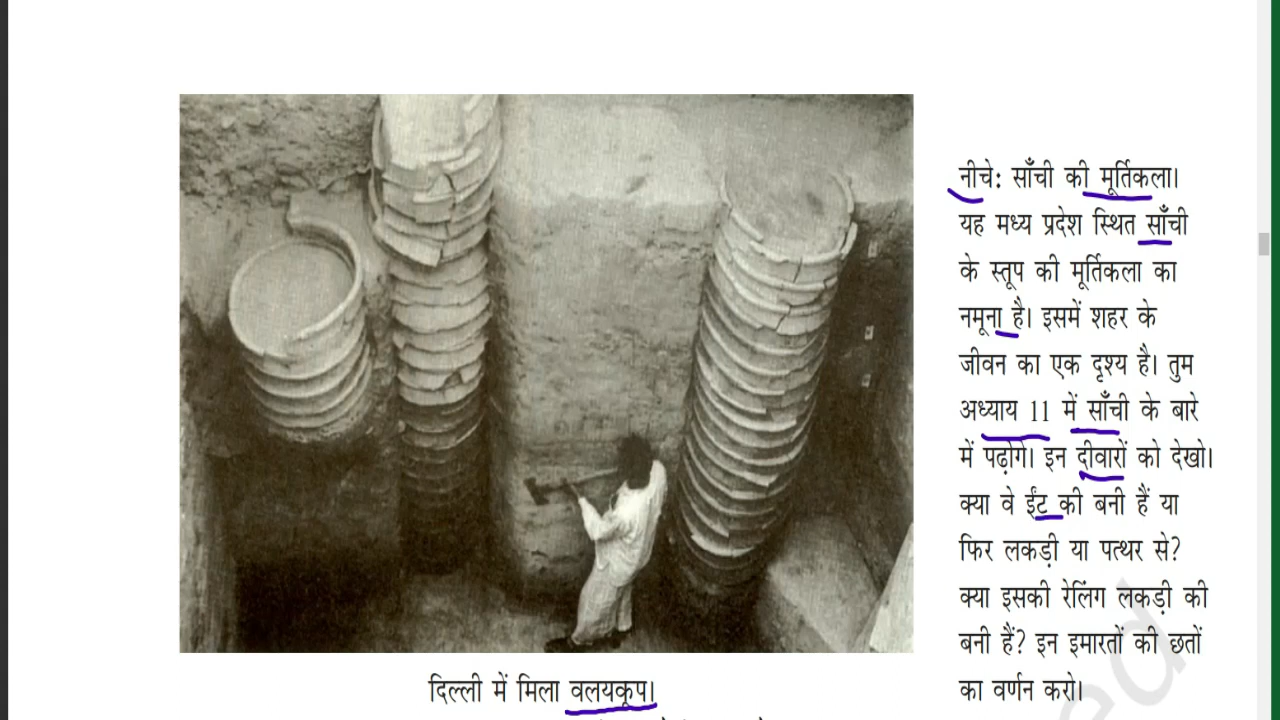 नीचे: साँची की मूर्तिकला।
यह मध्य प्रदेश स्थित साँची
के स्तूप की मूर्तिकला का
नमूना है। इसमें शहर के
जीवन का एक दृश्य है। तुम
अध्याय 11 में साँची के बारे
में पढ़ोगे। इन दीवारों को देखो।
क्या वे ईंट की बनी हैं या
फिर लकड़ी या पत्थर से?
क्या इसकी रेलिंग लकड़ी की
बनी हैं? इन इमारतों की छतों
का वर्णन करो।
दिल्ली में मिला वलयकूप।